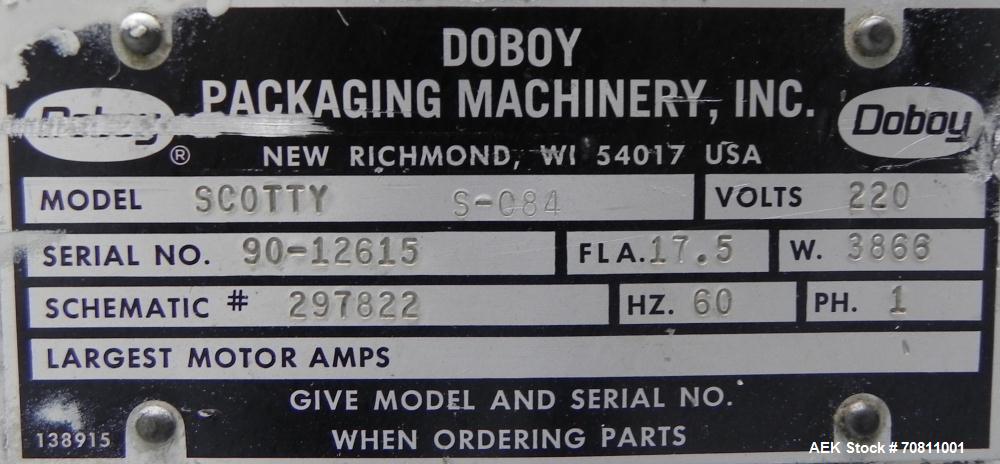 DOBOY
PACKAGING MACHINERY, INC.
Doboy ® Doboy
NEW RICHMOND, WI 54017 USA
MODEL SCOTTY S-084 VOLTS 220
SERIAL NO. 90-12615 FLA. 17.5 W. 3866
SCHEMATIC # 297822 HZ. 60 PH. 1
LARGEST MOTOR AMPS
GIVE MODEL AND SERIAL NO.
WHEN ORDERING PARTS
138915
AEK Stock # 70811001